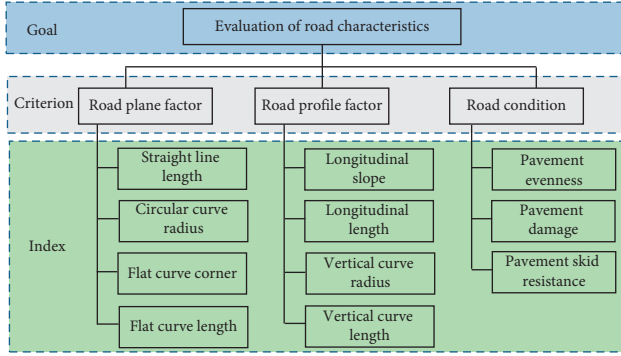 Goal
Evaluation of road characteristics
Criterion
Road plane factor
Road profile factor
Road condition
Index
Straight line
length
Circular curve
radius
Flat curve corner
Flat curve length
Longitudinal
slope
Longitudinal
length
Vertical curve
radius
Vertical curve
length
Pavement
evenness
Pavement
damage
Pavement skid
resistance